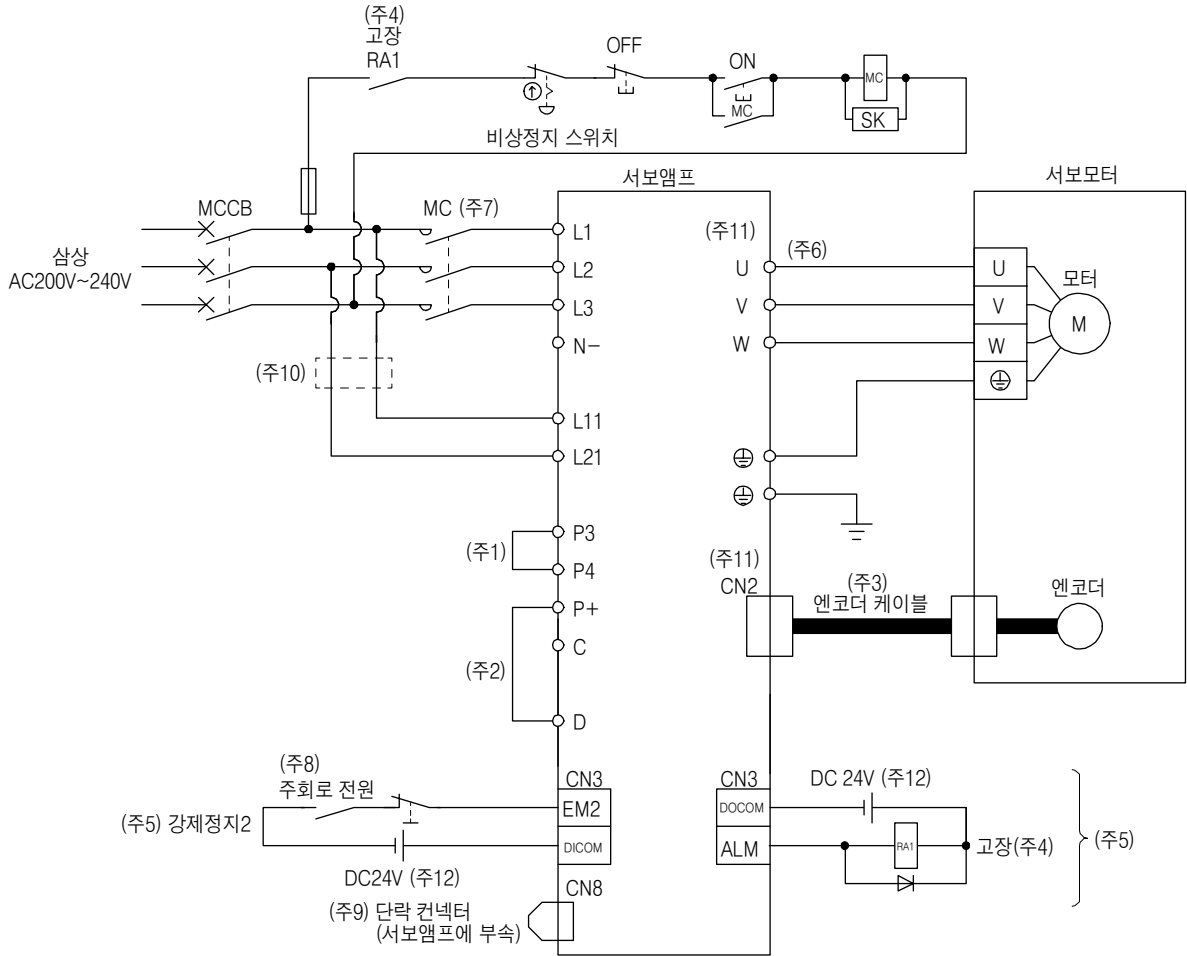 (주4)
고장
RA1
OFF
ON
MC
MC
SK
비상정지 스위치
서보앰프
서보모터
MCCB
MC (주7)
삼상
AC200V~240V
L1
L2
L3
N−
(주10)
L11
L21
(주11)
U
V
W
(주6)
U
V
W
모터
M
(주1)
P3
P4
(주2)
P+
C
D
(주11)
CN2
(주3)
엔코더 케이블
엔코더
(주8)
주회로 전원
(주5) 강제정지2
DC24V (주12)
CN3
EM2
DICOM
CN8
(주9) 단락 컨넥터
(서보앰프에 부속)
CN3
DOCOM
ALM
DC 24V (주12)
RA1
고장(주4)
(주5)